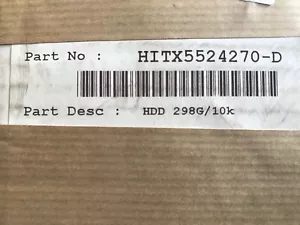 Part No : HITX5524270-D
Part Desc : HDD 298G/10k